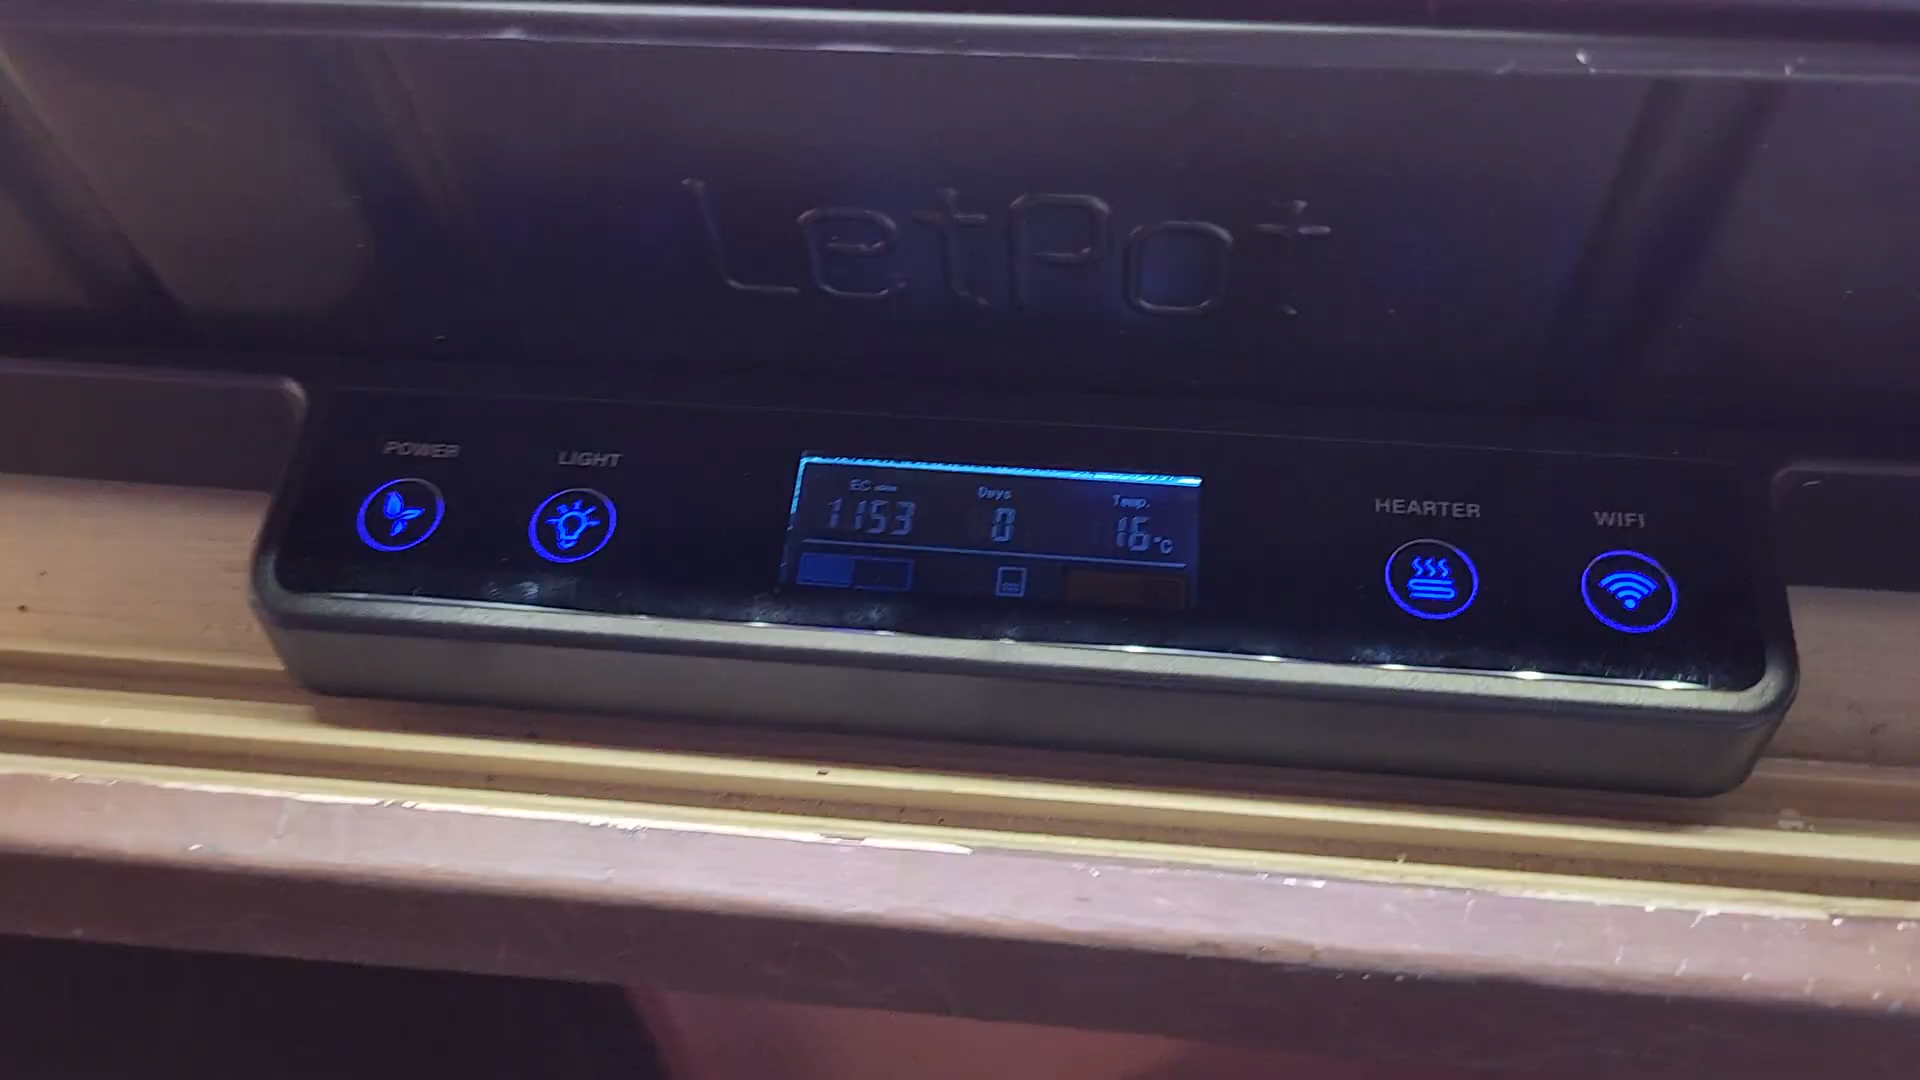 LetPot
POWER
LIGHT
EC
Days
Temp.
1153
0
16°C
HEARTER
WIFI